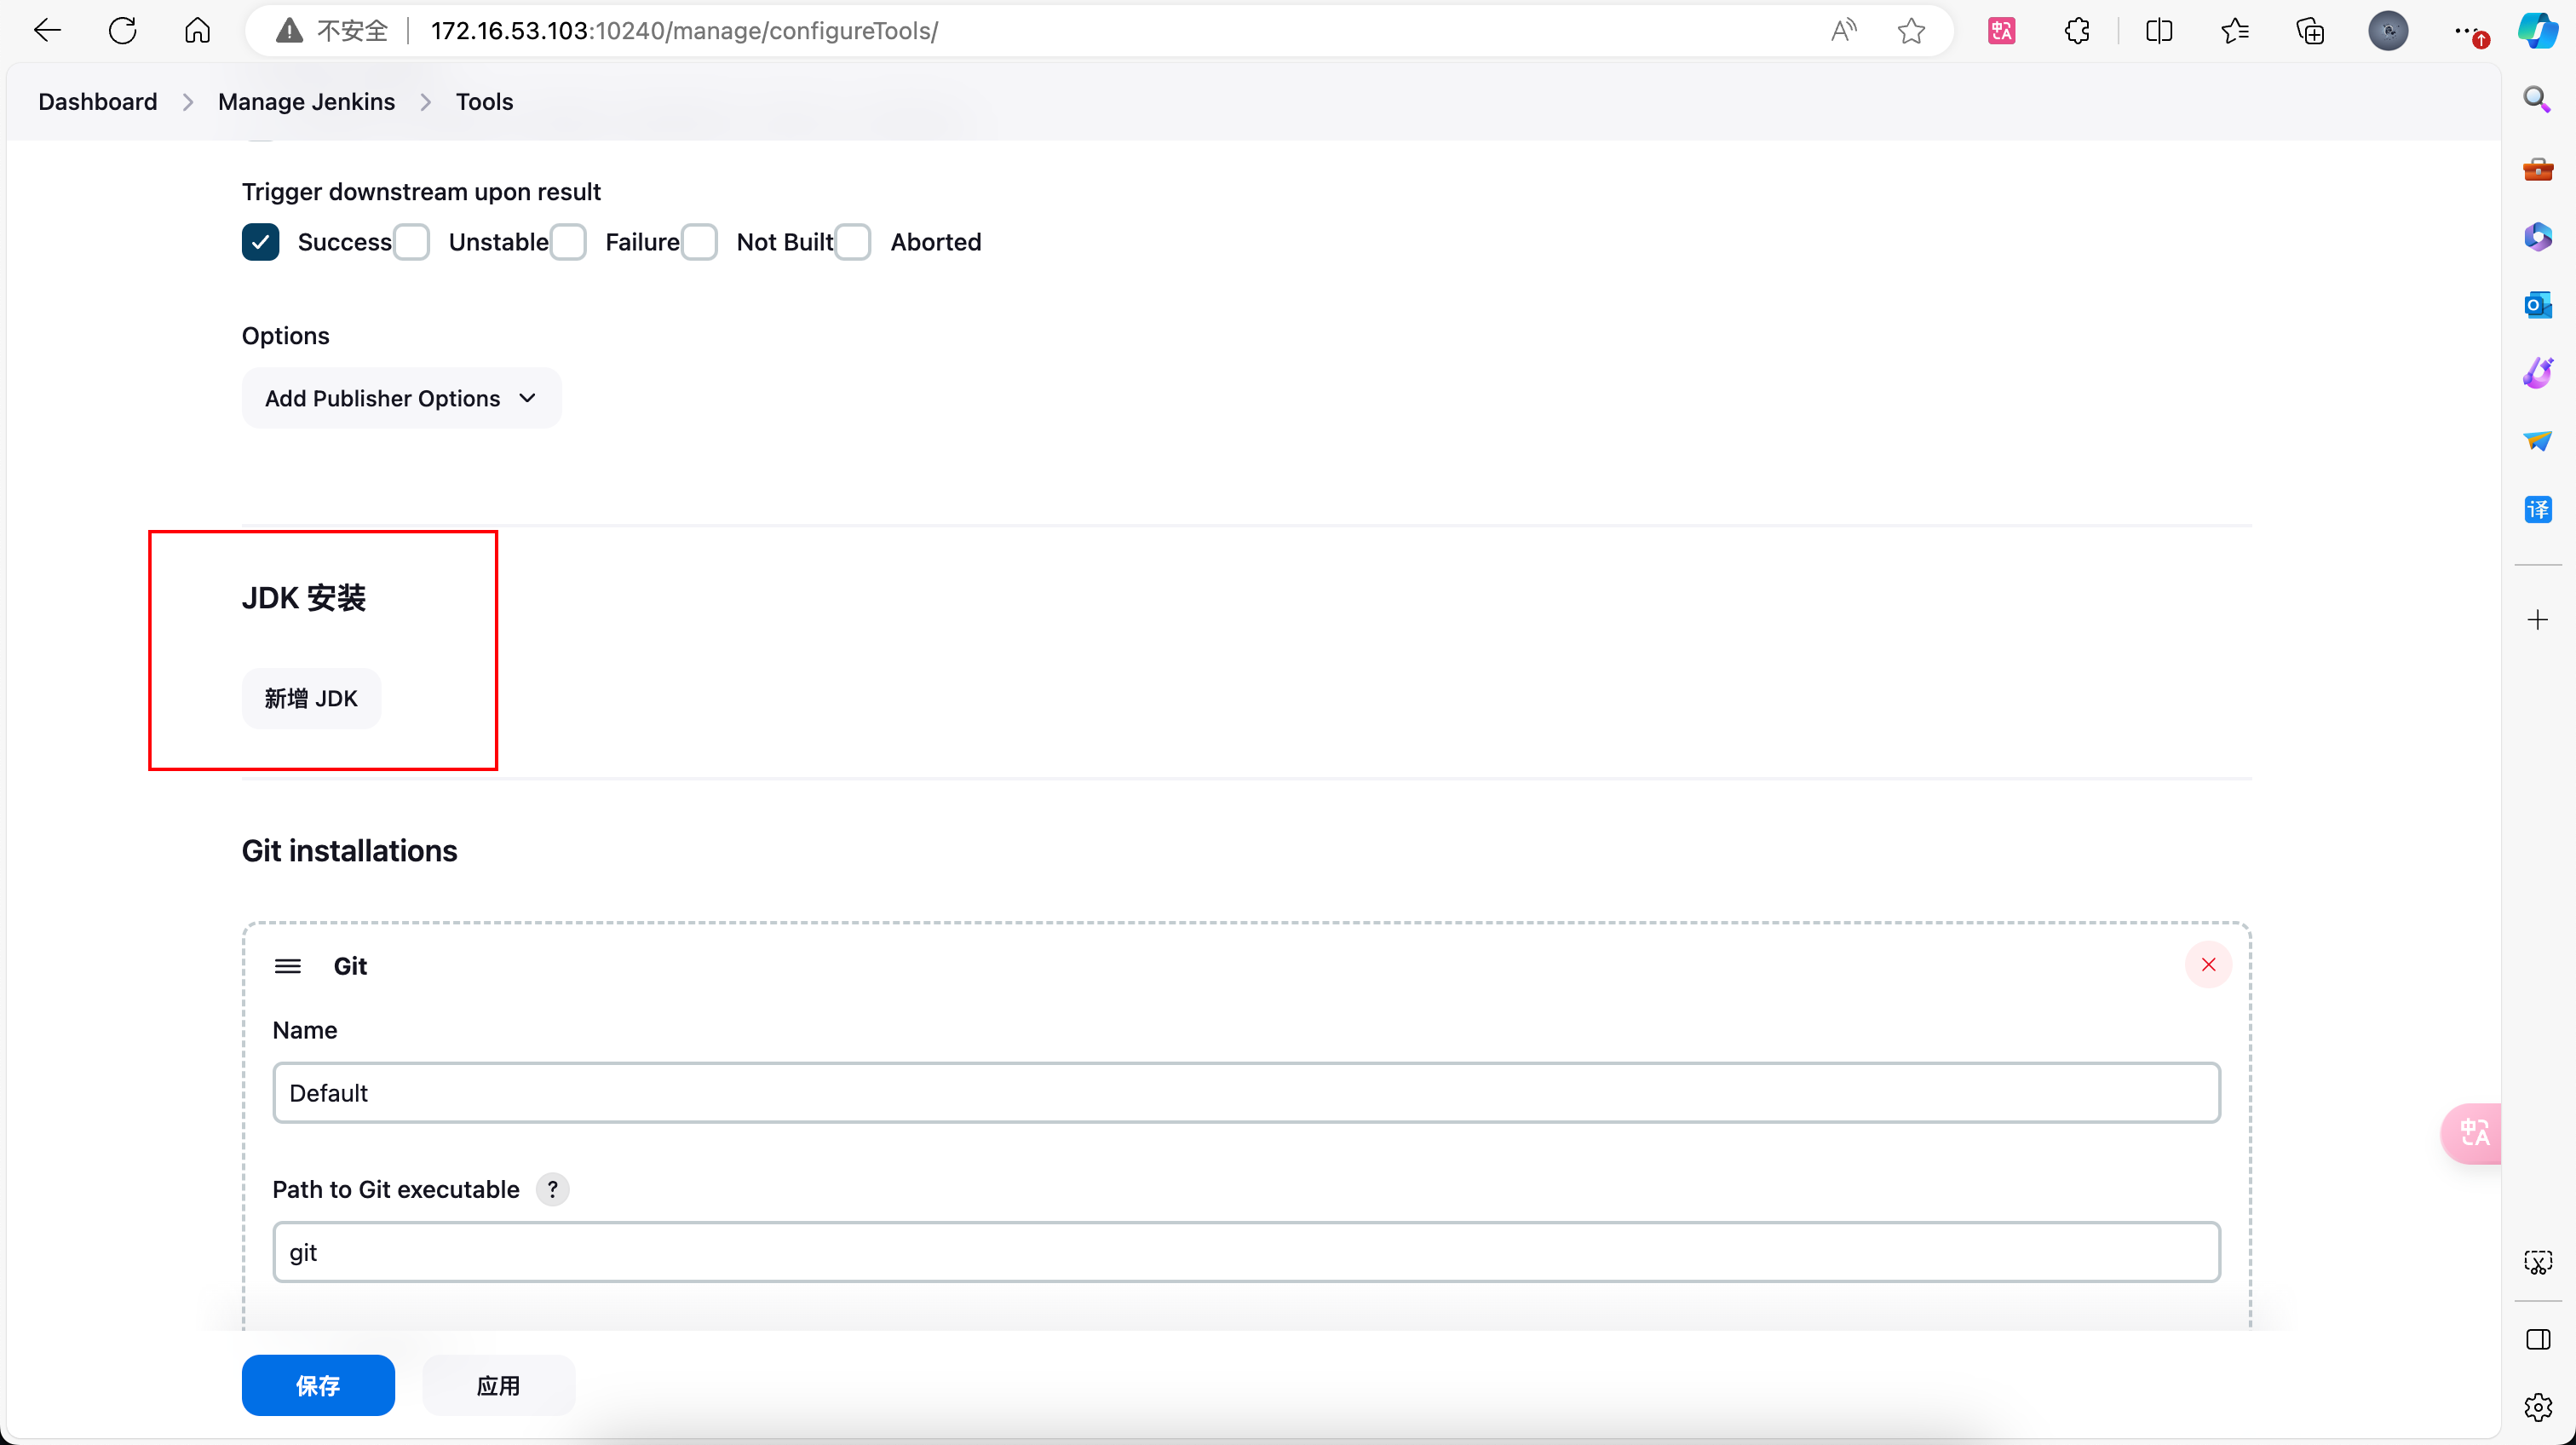 不安全 172.16.53.103:10240/manage/configureTools/
Dashboard > Manage Jenkins > Tools
Trigger downstream upon result
Success Unstable Failure Not Built Aborted
Options
Add Publisher Options
JDK 安装
新增 JDK
Git installations
Git
Name
Default
Path to Git executable ?
git
保存 应用